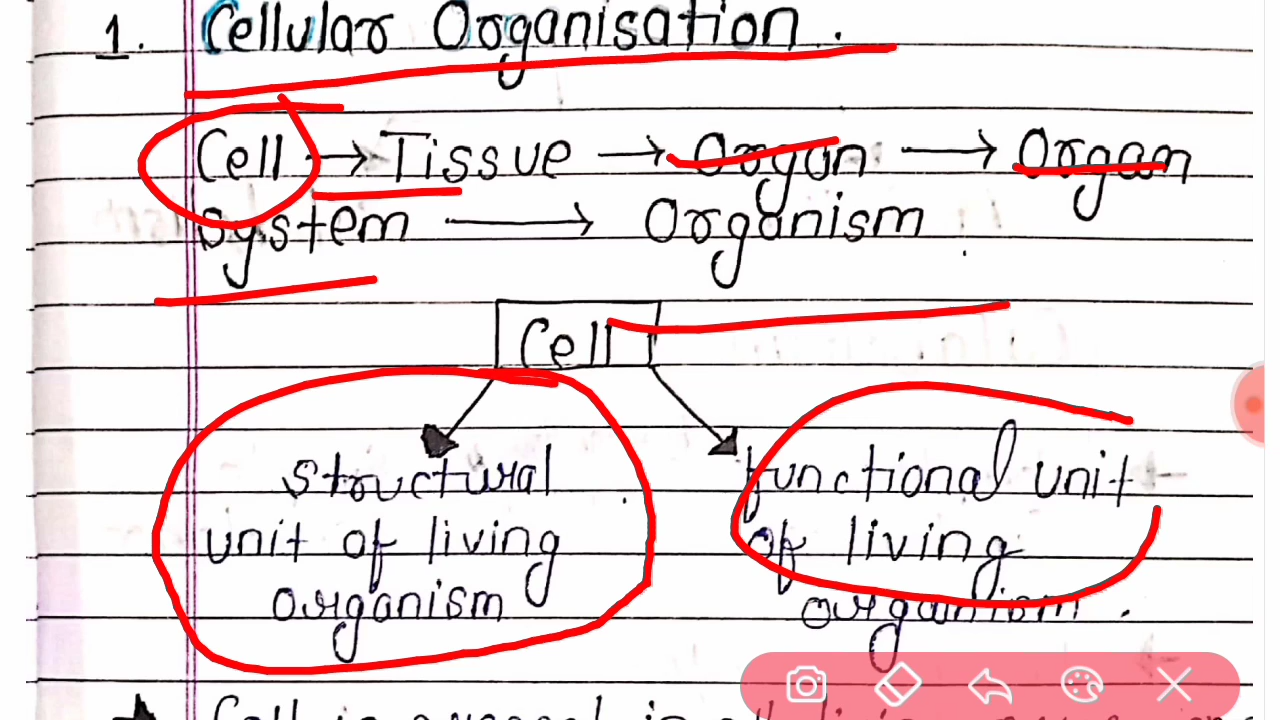 1. Cellular Organisation.
Cell → Tissue → Organ → Organ
system → Organism
Cell
structural functional unit
unit of living of living
organism organism.